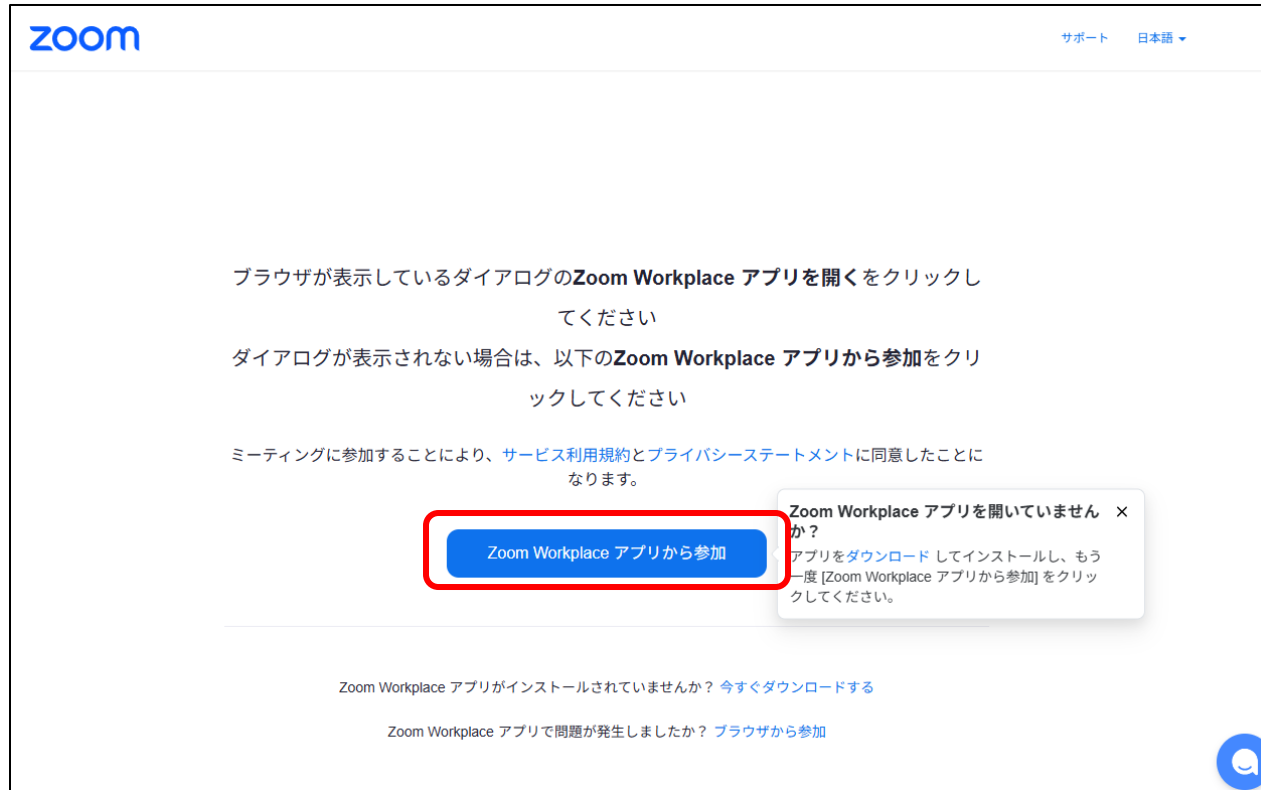 zoom
サポート 日本語
ブラウザが表示しているダイアログのZoom Workplace アプリを開くをクリックし
てください
ダイアログが表示されない場合は、以下のZoom Workplace アプリから参加をクリ
ックしてください
ミーティングに参加することにより、サービス利用規約とプライバシーステートメントに同意したことに
なります。
Zoom Workplace アプリから参加
Zoom Workplace アプリを開いていません
か？
アプリをダウンロード してインストールし、もう
一度 [Zoom Workplace アプリから参加] をクリッ
クしてください。
Zoom Workplace アプリがインストールされていませんか？ 今すぐダウンロードする
Zoom Workplace アプリで問題が発生しましたか？ ブラウザから参加